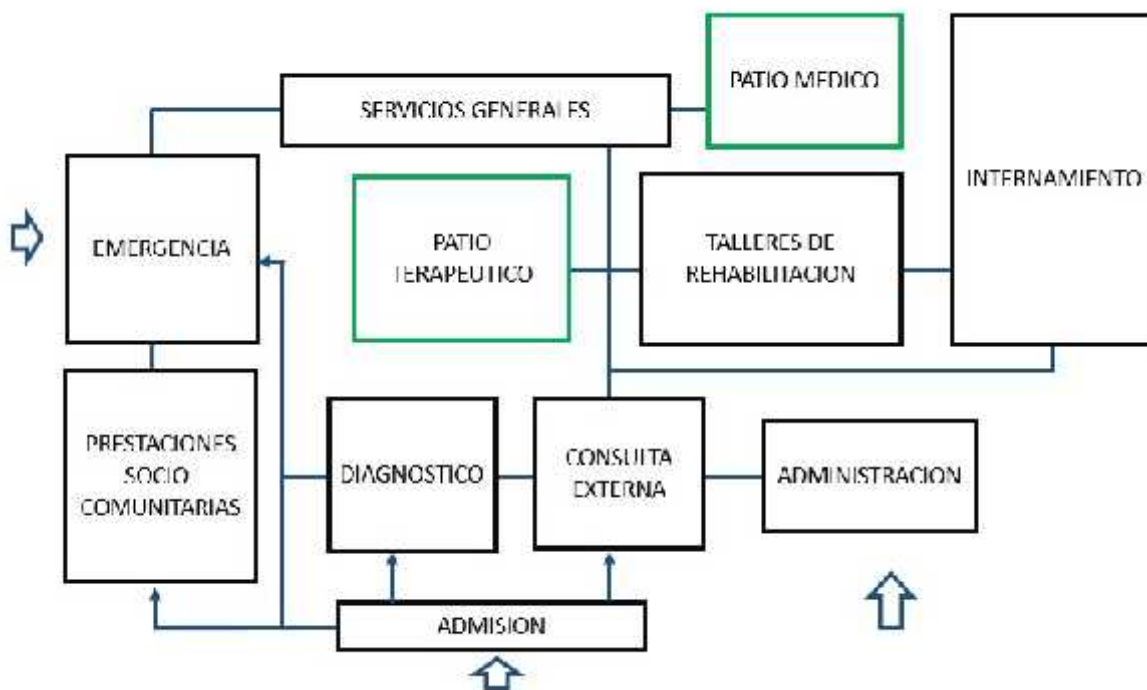 PATIO MEDICO
SERVICIOS GENERALES
INTERNAMIENTO
EMERGENCIA
PATIO
TERAPEUTICO
TALLERES DE
REHABILITACION
PRESTACIONES
SOCIO
COMUNITARIAS
DIAGNOSTICO
CONSULTA
EXTERNA
ADMINISTRACION
ADMISION